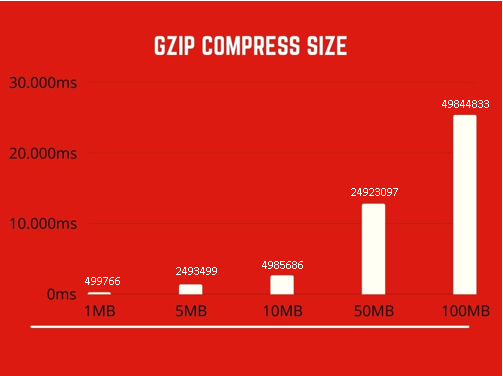 GZIP COMPRESS SIZE
30.000ms
49844833
20.000ms
24923097
10.000ms
4985686
2493499
499766
0ms
1MB 5MB 10MB 50MB 100MB